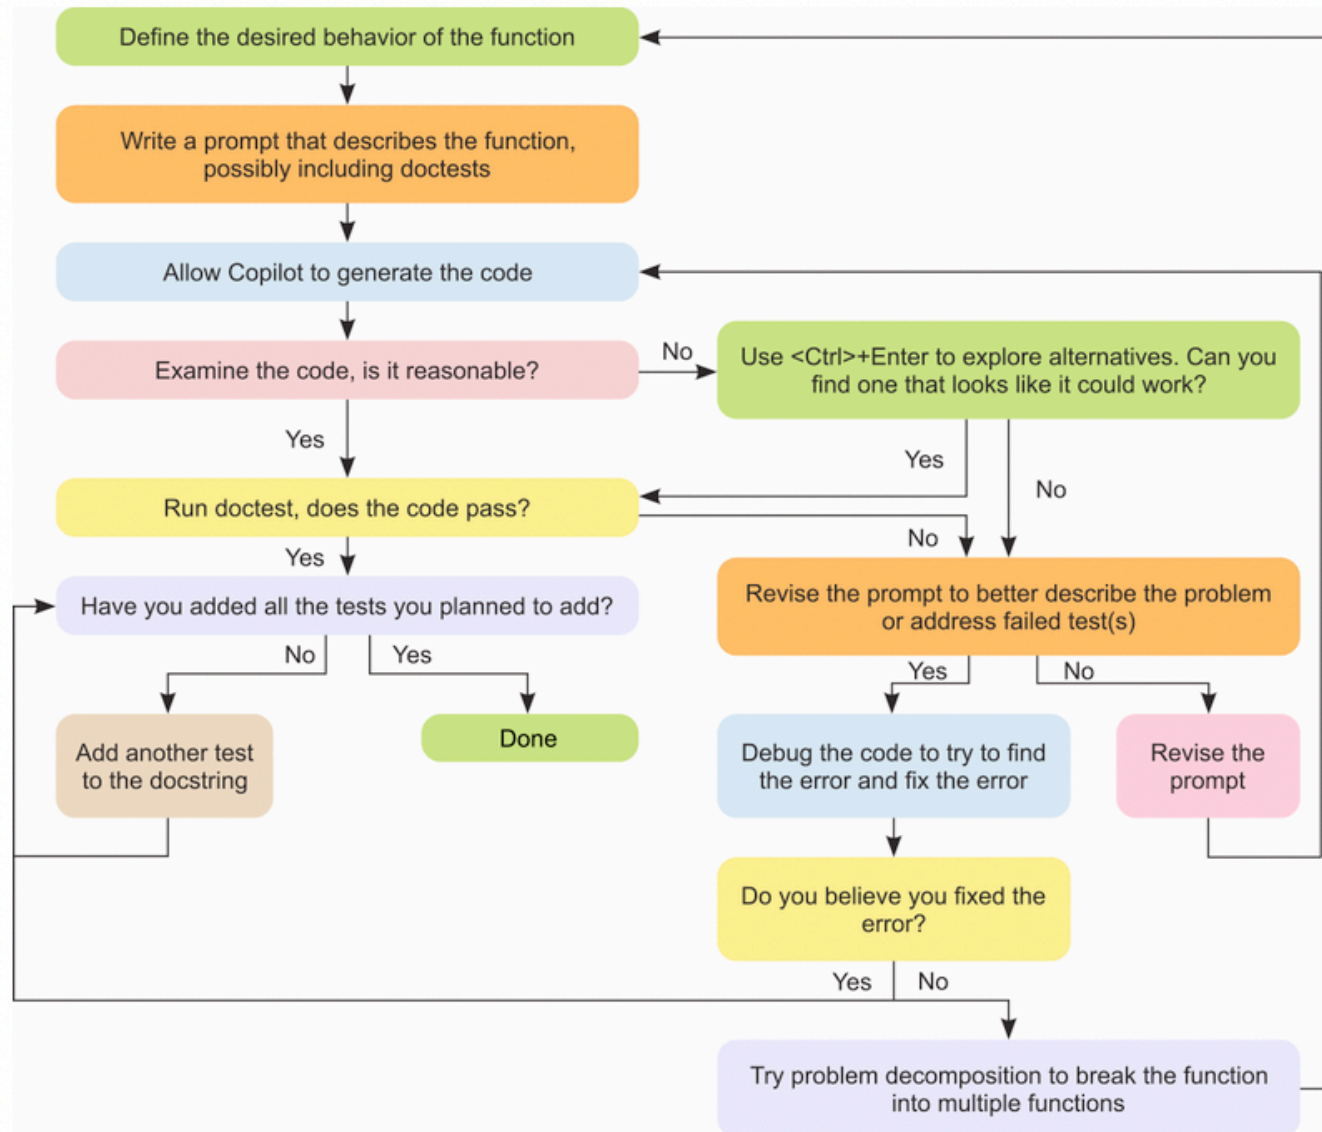 Define the desired behavior of the function
Write a prompt that describes the function,
possibly including doctests
Allow Copilot to generate the code
Examine the code, is it reasonable?
No
Use <Ctrl>+Enter to explore alternatives. Can you
find one that looks like it could work?
Yes
Yes
No
Run doctest, does the code pass?
No
Yes
Have you added all the tests you planned to add?
Revise the prompt to better describe the problem
or address failed test(s)
No
Yes
Yes
No
Add another test
to the docstring
Done
Debug the code to try to find
the error and fix the error
Revise the
prompt
Do you believe you fixed the
error?
Yes
No
Try problem decomposition to break the function
into multiple functions